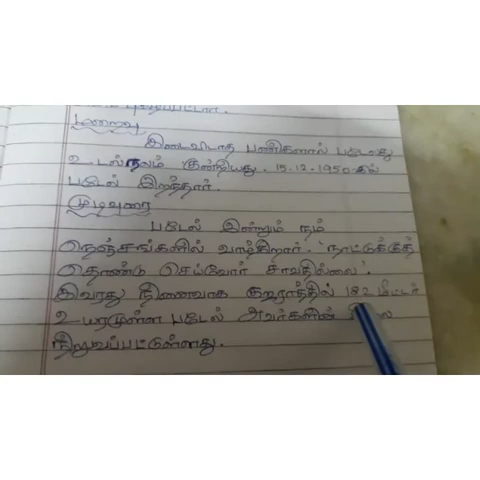 மறைவு
இடைவிடாத பணிகளால் படேலது
உடல்நலம் குன்றியது. 15.12.1950-தில்
படேல் இறந்தார்.
முடிவுரை
படேல் இன்றும் நம்
நெஞ்சங்களில் வாழ்கிறார். 'நாட்டுக்குத்
தொண்டு செய்வோர் சாவதில்லை'.
இவரது நினைவாக குஜராத்தில் 182 மீட்டர்
உயரமுள்ள படேல் அவர்களின்
நிறுவப்பட்டுள்ளது.